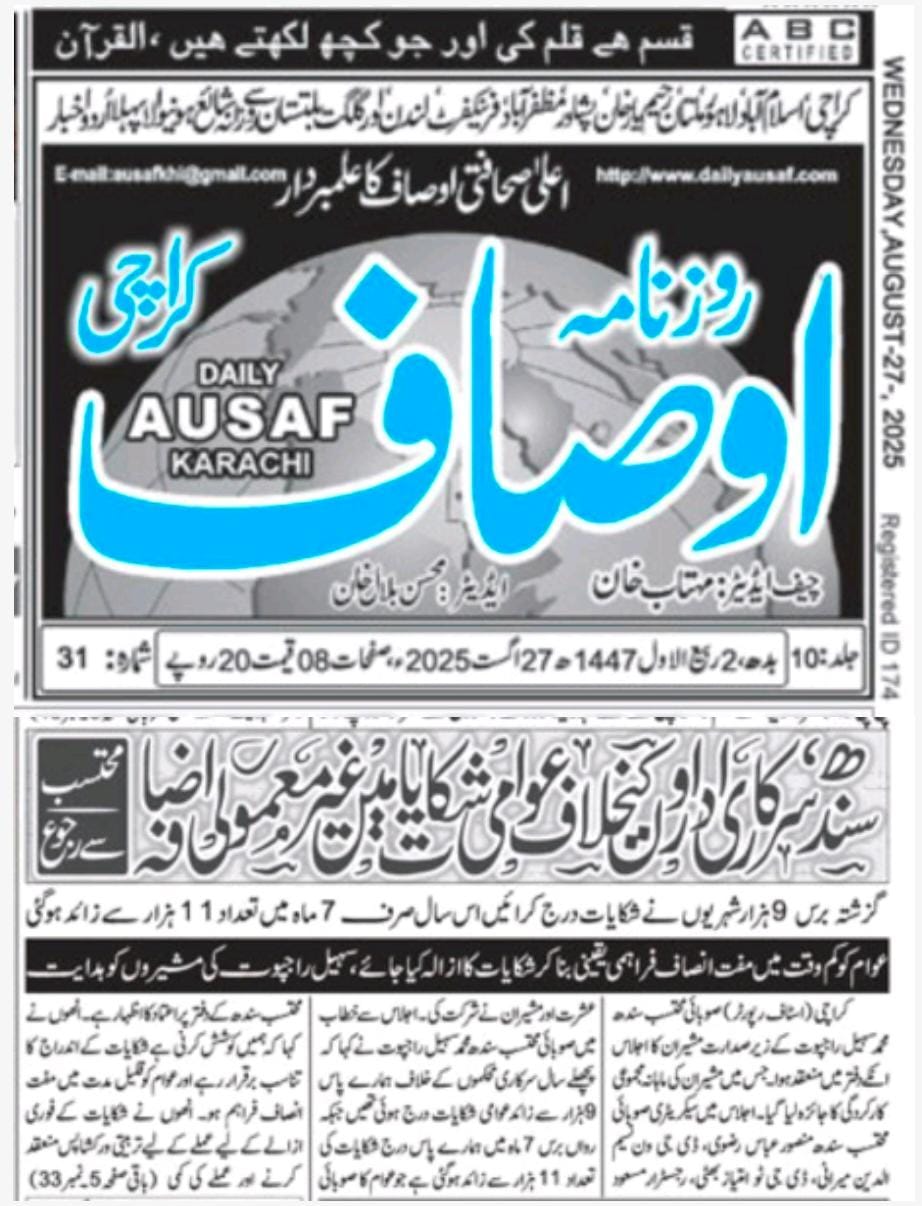 قسم ھے قلم کی اور جو کچھ لکھتے ھیں ،القرآن
ABC
CERTIFIED
کراچی، اسلام آباد، لاہور، ملتان، رحیم یار خان، پشاور، مظفر آباد، فرینکفرٹ، لندن اور گلگت بلتستان سے روزانہ شائع ہونیوالا پہلا اردو اخبار
http://www.dailyausaf.com
اعلیٰ صحافتی اوصاف کا علمبردار
E-mail:ausafkhi@gmail.com
روزنامہ
اوصاف
کراچی
DAILY
AUSAF
KARACHI
چیف ایڈیٹر: مہتاب خان
ایڈیٹر: محسن بلال خان
جلد:10
بدھ، 2 ربیع الاول 1447ھ 27 اگست 2025ء، صفحات 08 قیمت 20 روپے
شمارہ: 31
WEDNESDAY,AUGUST-27-, 2025
Registered ID 174
سندھ، سرکاری اداروں کیخلاف عوامی شکایات میں غیر معمولی اضافہ
محتسب
سے رجوع
گزشتہ برس 9 ہزار شہریوں نے شکایات درج کرائیں اس سال صرف 7 ماہ میں تعداد 11 ہزار سے زائد ہوگئی
عوام کو کم وقت میں مفت انصاف فراہمی یقینی بنا کر شکایات کا ازالہ کیا جائے، سہیل راجپوت کی مشیروں کو ہدایت
کراچی (اسٹاف رپورٹر) صوبائی محتسب سندھ
محمد سہیل راجپوت کے زیر صدارت مشیران کا اجلاس
انکے دفتر میں منعقد ہوا۔ جس میں مشیران کی ماہانہ مجموعی
کارکردگی کا جائزہ لیا گیا۔ اجلاس میں سیکریٹری صوبائی
محتسب سندھ منصور عباس رضوی، ڈی جی ون نعیم
الدین میرانی، ڈی جی ٹو امتیاز بھٹی، رجسٹرار مسعود
عشرت اور مشیران نے شرکت کی۔ اجلاس سے خطاب
میں صوبائی محتسب سندھ محمد سہیل راجپوت نے کہا کہ
پچھلے سال سرکاری محکموں کے خلاف ہمارے پاس
9 ہزار سے زائد عوامی شکایات درج ہوئی تھیں جبکہ
رواں برس 7 ماہ میں ہمارے پاس درج شکایات کی
تعداد 11 ہزار سے زائد ہوگئی ہے جو عوام کا صوبائی
محتسب سندھ کے دفتر پر اعتماد کا اظہار ہے۔ انھوں نے
کہا کہ ہمیں کوشش کرنی ہے شکایات کے اندراج کا
تناسب برقرار رہے اور عوام کو قلیل مدت میں مفت
انصاف فراہم ہو۔ انھوں نے شکایات کے فوری
ازالے کے لیے عملے کے لیے تربیتی ورکشاپس منعقد
کرنے اور عملے کی کمی (باقی صفحہ 5 نمبر 33)